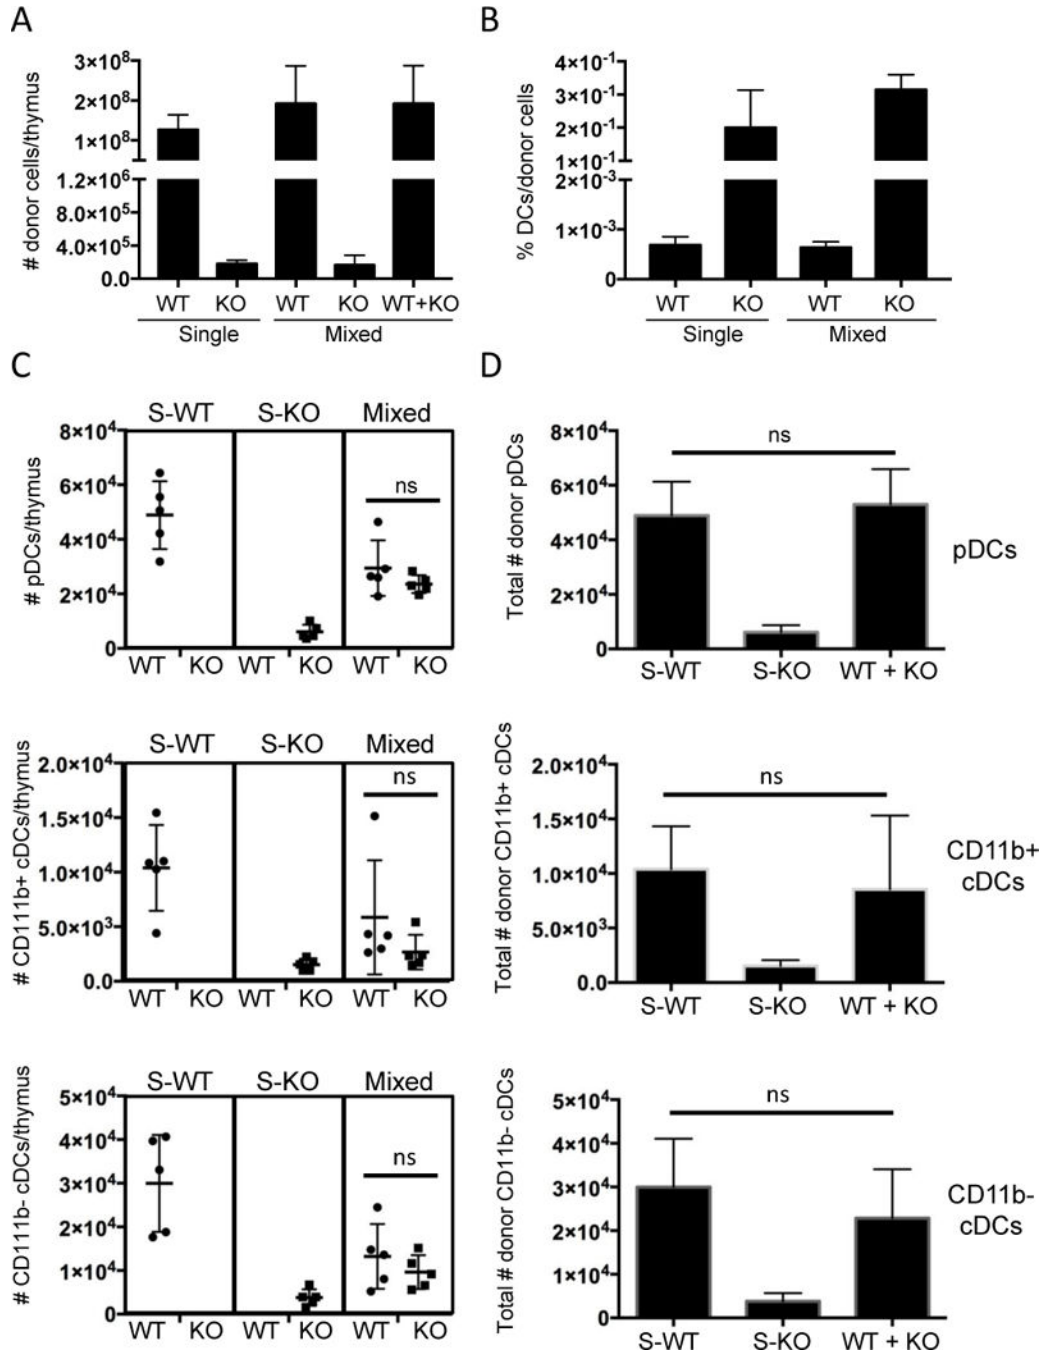 A
# donor cells/thymus
3×10⁸
2×10⁸
1×10⁸
1.2×10⁶
8.0×10⁵
4.0×10⁵
0.0
WT KO WT KO WT+KO
Single Mixed
B
% DCs/donor cells
4×10⁻¹
3×10⁻¹
2×10⁻¹
1×10⁻¹
2×10⁻³
1×10⁻³
0
WT KO WT KO
Single Mixed
C
S-WT S-KO Mixed
# pDCs/thymus
8×10⁴
6×10⁴
4×10⁴
2×10⁴
0
ns
WT KO WT KO WT KO
S-WT S-KO Mixed
# CD111b+ cDCs/thymus
2.0×10⁴
1.5×10⁴
1.0×10⁴
5.0×10³
0.0
ns
WT KO WT KO WT KO
S-WT S-KO Mixed
# CD111b- cDCs/thymus
5×10⁴
4×10⁴
3×10⁴
2×10⁴
1×10⁴
0
ns
WT KO WT KO WT KO
D
Total # donor pDCs
8×10⁴
6×10⁴
4×10⁴
2×10⁴
0
ns
S-WT S-KO WT + KO
pDCs
Total # donor CD11b+ cDCs
2.0×10⁴
1.5×10⁴
1.0×10⁴
5.0×10³
0.0
ns
S-WT S-KO WT + KO
CD11b+
cDCs
Total # donor CD11b- cDCs
5×10⁴
4×10⁴
3×10⁴
2×10⁴
1×10⁴
0
ns
S-WT S-KO WT + KO
CD11b-
cDCs